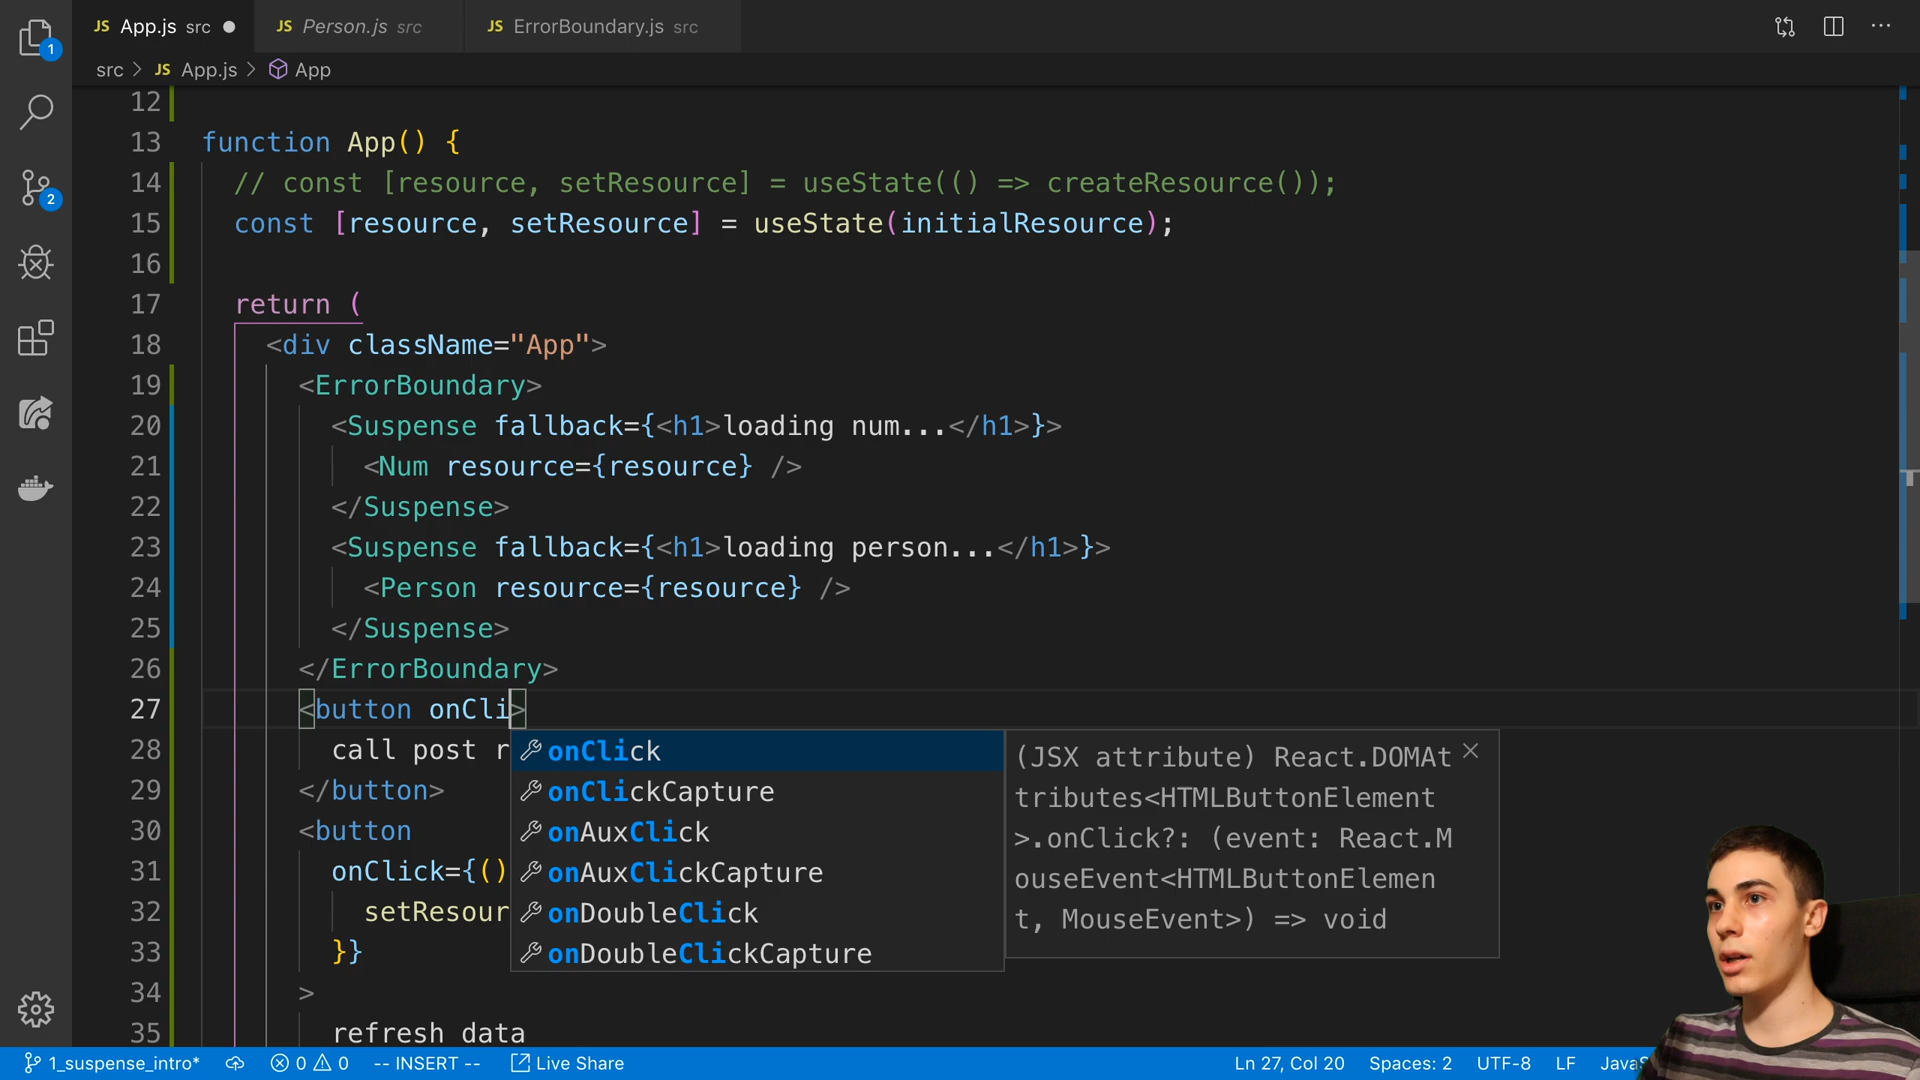 JS App.js src
JS Person.js src
JS ErrorBoundary.js src
1
src > JS App.js > App
12
13 function App() {
14 // const [resource, setResource] = useState(() => createResource());
15 const [resource, setResource] = useState(initialResource);
16
17 return (
18 <div className="App">
19 <ErrorBoundary>
20 <Suspense fallback={<h1>loading num...</h1>}>
21 <Num resource={resource} />
22 </Suspense>
23 <Suspense fallback={<h1>loading person...</h1>}>
24 <Person resource={resource} />
25 </Suspense>
26 </ErrorBoundary>
27 <button onCli>
28 call post r
29 </button>
30 <button
31 onClick={()
32 setResour
33 }}
34 >
35 refresh data
2
onClick
onClickCapture
onAuxClick
onAuxClickCapture
onDoubleClick
onDoubleClickCapture
(JSX attribute) React.DOMAt
tributes<HTMLButtonElement
>.onClick?: (event: React.M
ouseEvent<HTMLButtonElemen
t, MouseEvent>) => void
1_suspense_intro* 0 0 -- INSERT -- Live Share Ln 27, Col 20 Spaces: 2 UTF-8 LF